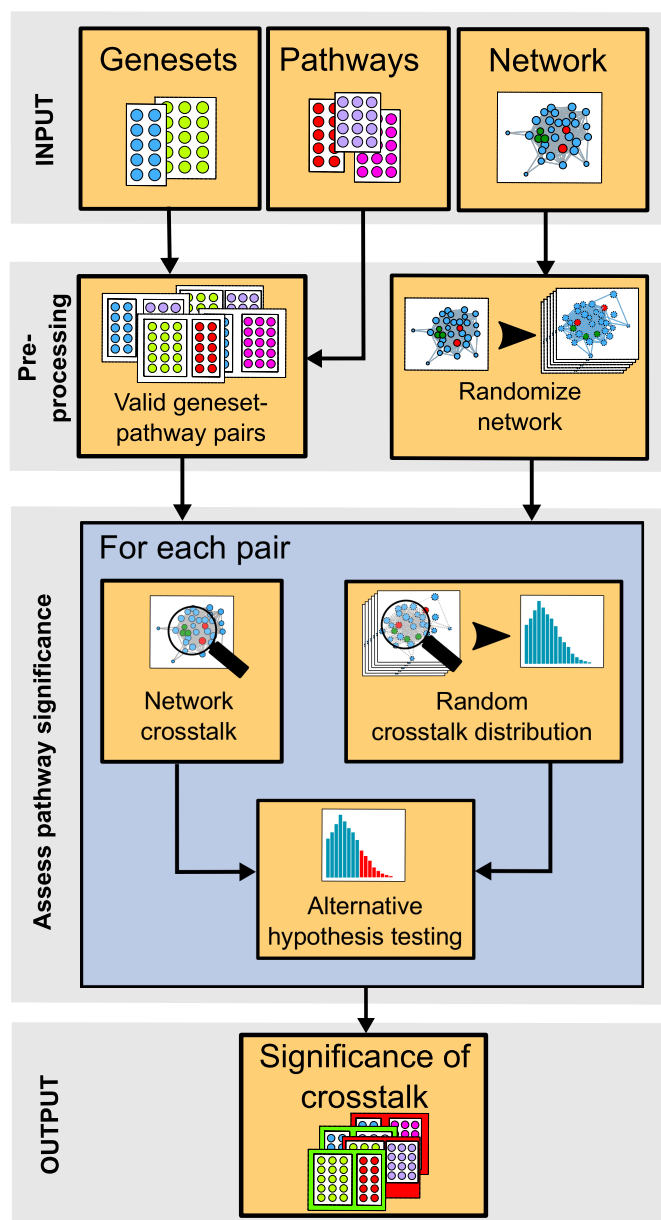 INPUT
Genesets
Pathways
Network
Pre-
processing
Valid geneset-
pathway pairs
Randomize
network
Assess pathway significance
For each pair
Network
crosstalk
Random
crosstalk distribution
Alternative
hypothesis testing
OUTPUT
Significance of
crosstalk